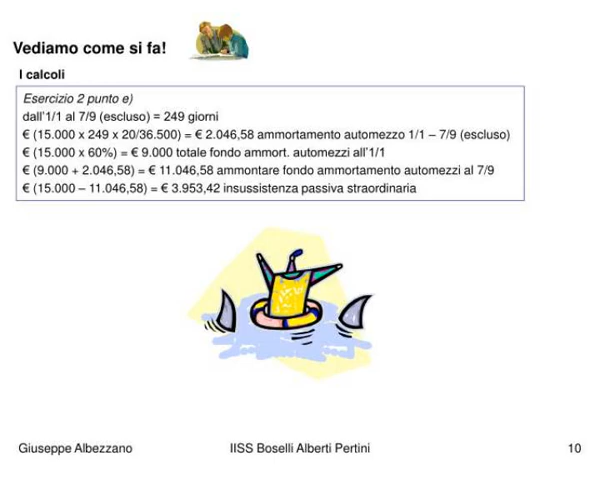 Vediamo come si fa!
I calcoli
Esercizio 2 punto e)
dall'1/1 al 7/9 (escluso) = 249 giorni
€ (15.000 x 249 x 20/36.500) = € 2.046,58 ammortamento automezzo 1/1 – 7/9 (escluso)
€ (15.000 x 60%) = € 9.000 totale fondo ammort. automezzi all'1/1
€ (9.000 + 2.046,58) = € 11.046,58 ammontare fondo ammortamento automezzi al 7/9
€ (15.000 – 11.046,58) = € 3.953,42 insussistenza passiva straordinaria
Giuseppe Albezzano
IISS Boselli Alberti Pertini
10